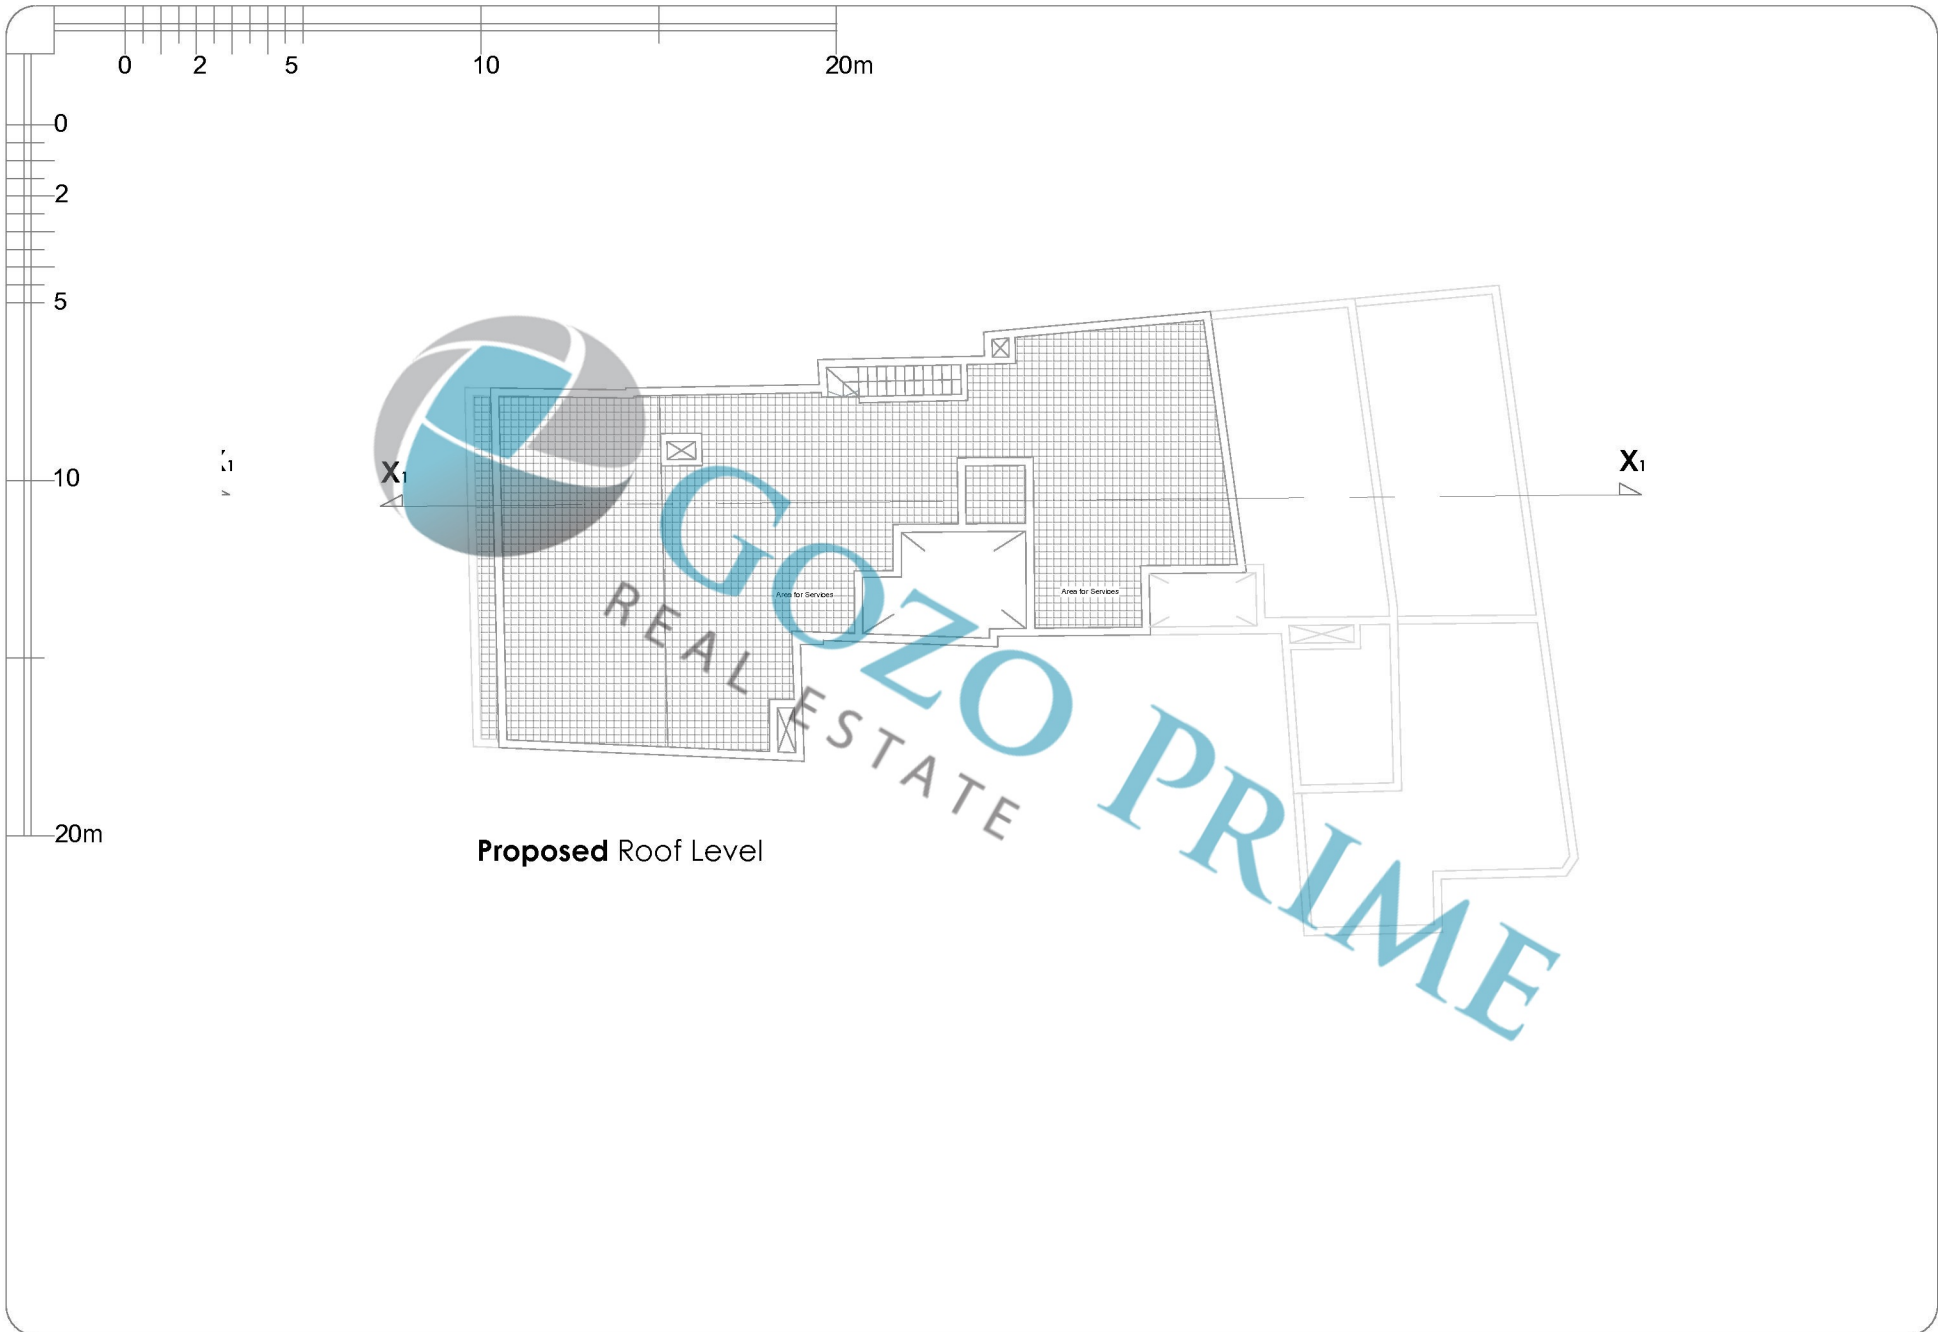 0 2 5 10 20m
0
2
5
10
20m
X1
X1
Area for Services
Area for Services
GOZO PRIME
REAL ESTATE
Proposed Roof Level